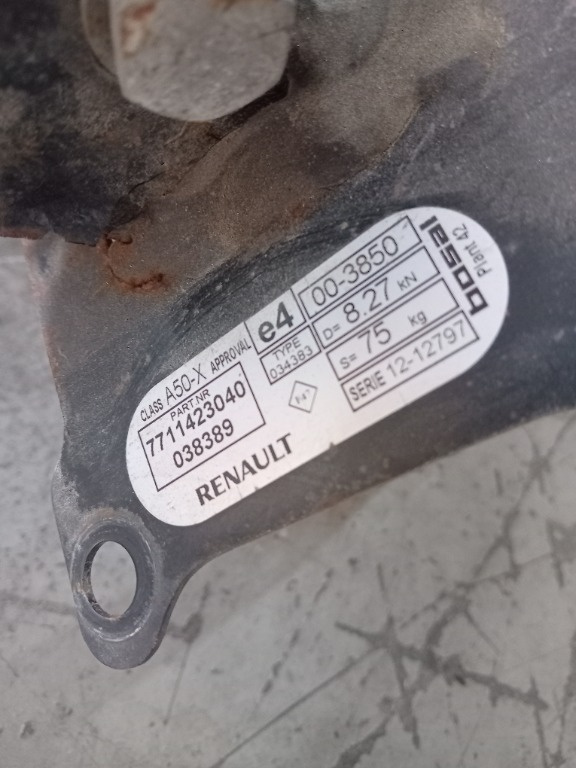 CLASS A50-X APPROVAL
PART.NR
7711423040
038389
RENAULT
e4
TYPE
034383
00-3850
D= 8.27 kN
S= 75 kg
SERIE 12-12797
bosal
Plant 42